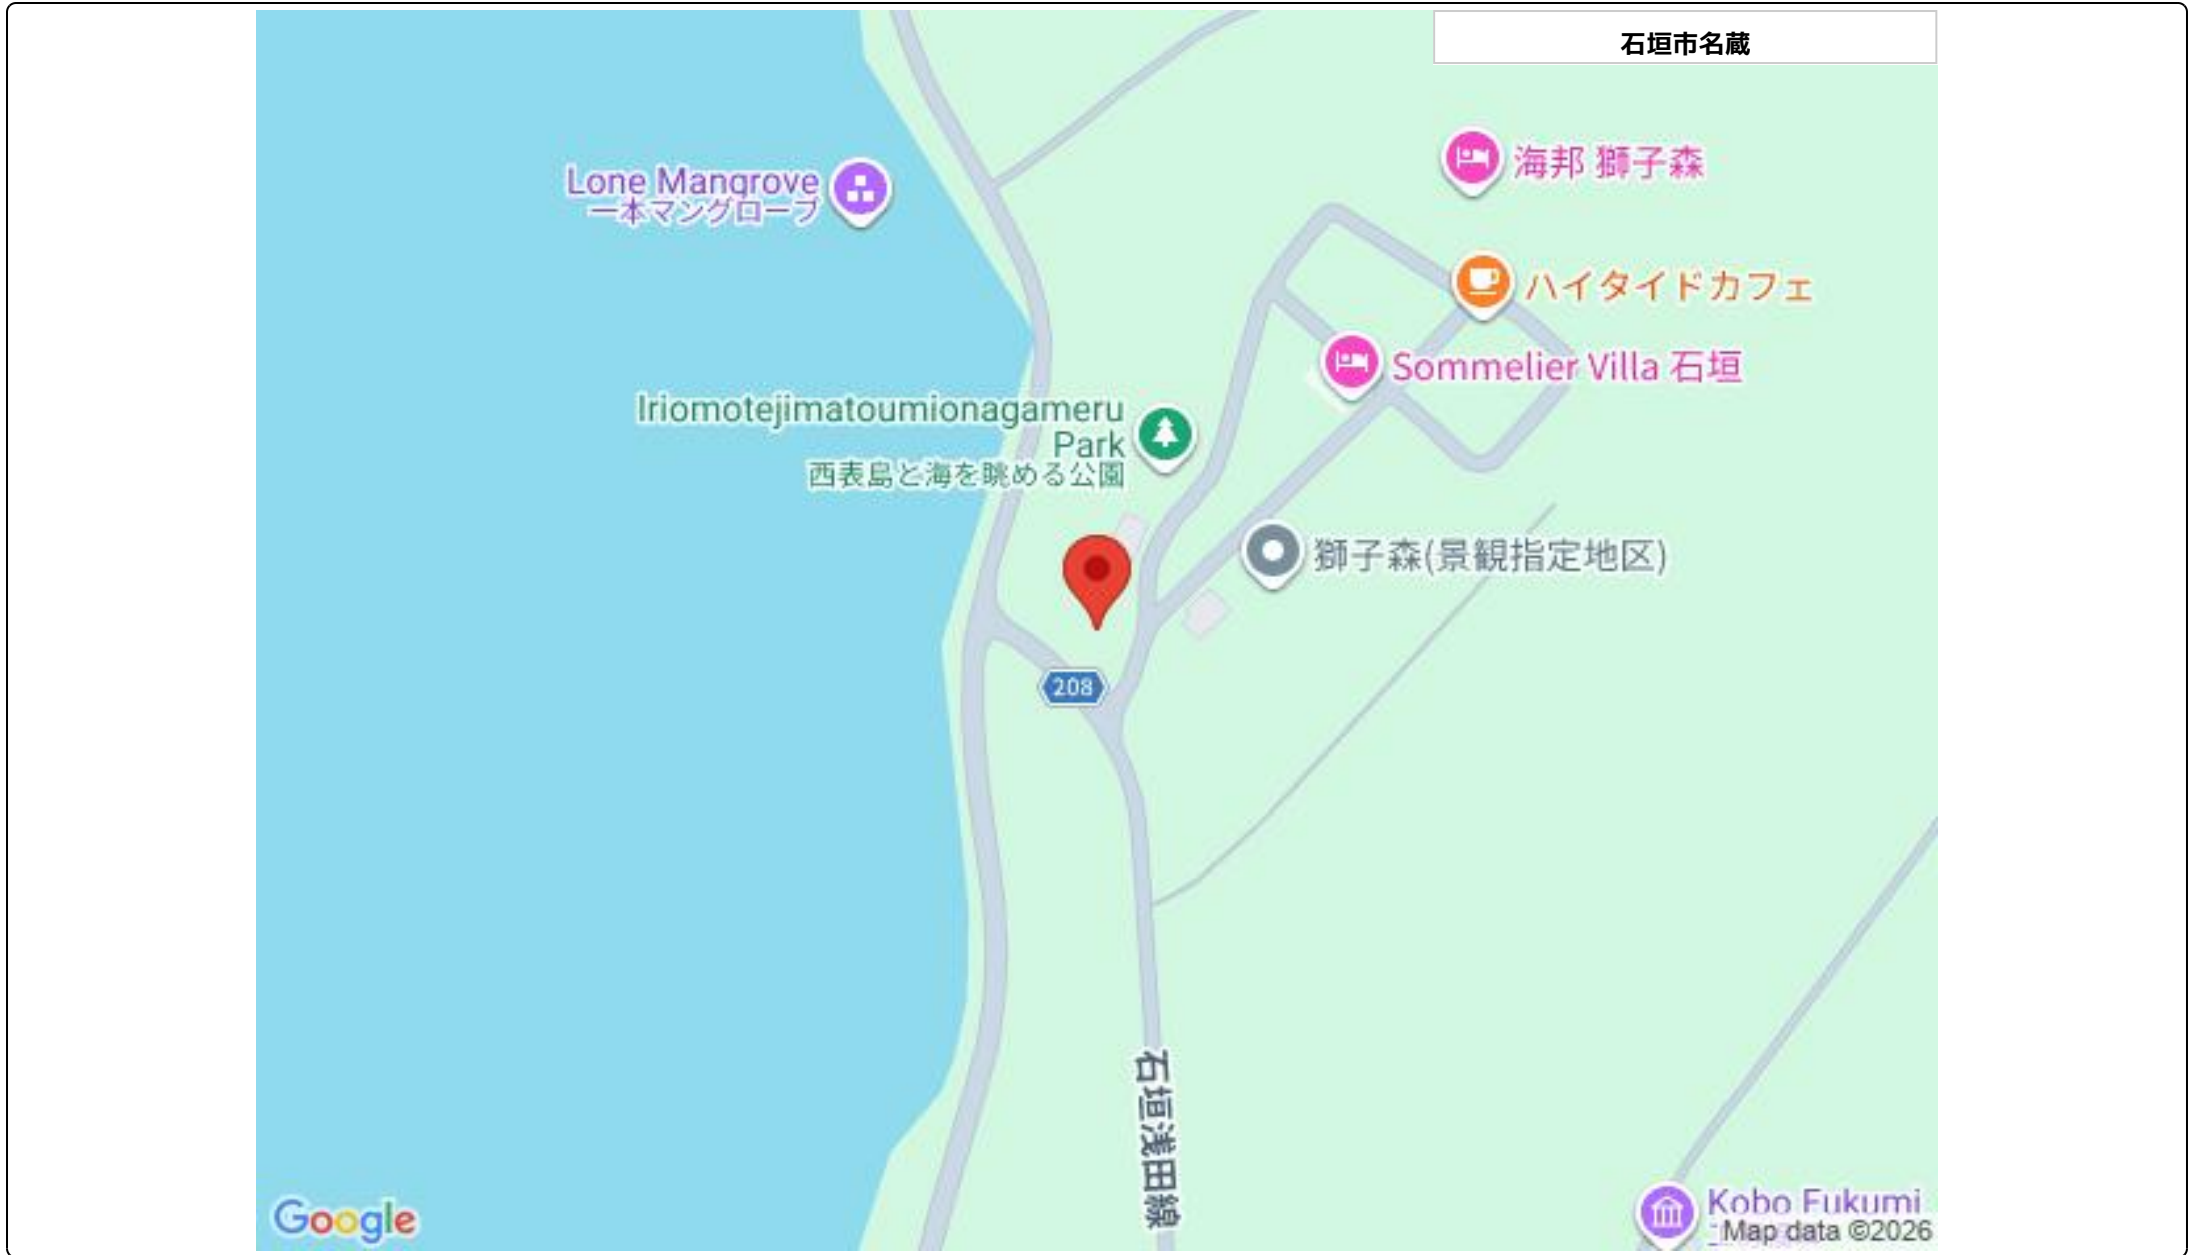 石垣市名蔵
海邦 獅子森
Lone Mangrove
一本マングローブ
ハイタイドカフェ
Sommelier Villa 石垣
Iriomotejimatoumionagameru
Park
西表島と海を眺める公園
獅子森(景観指定地区)
208
石垣浅田線
Kobo Fukumi
Google
Map data ©2026